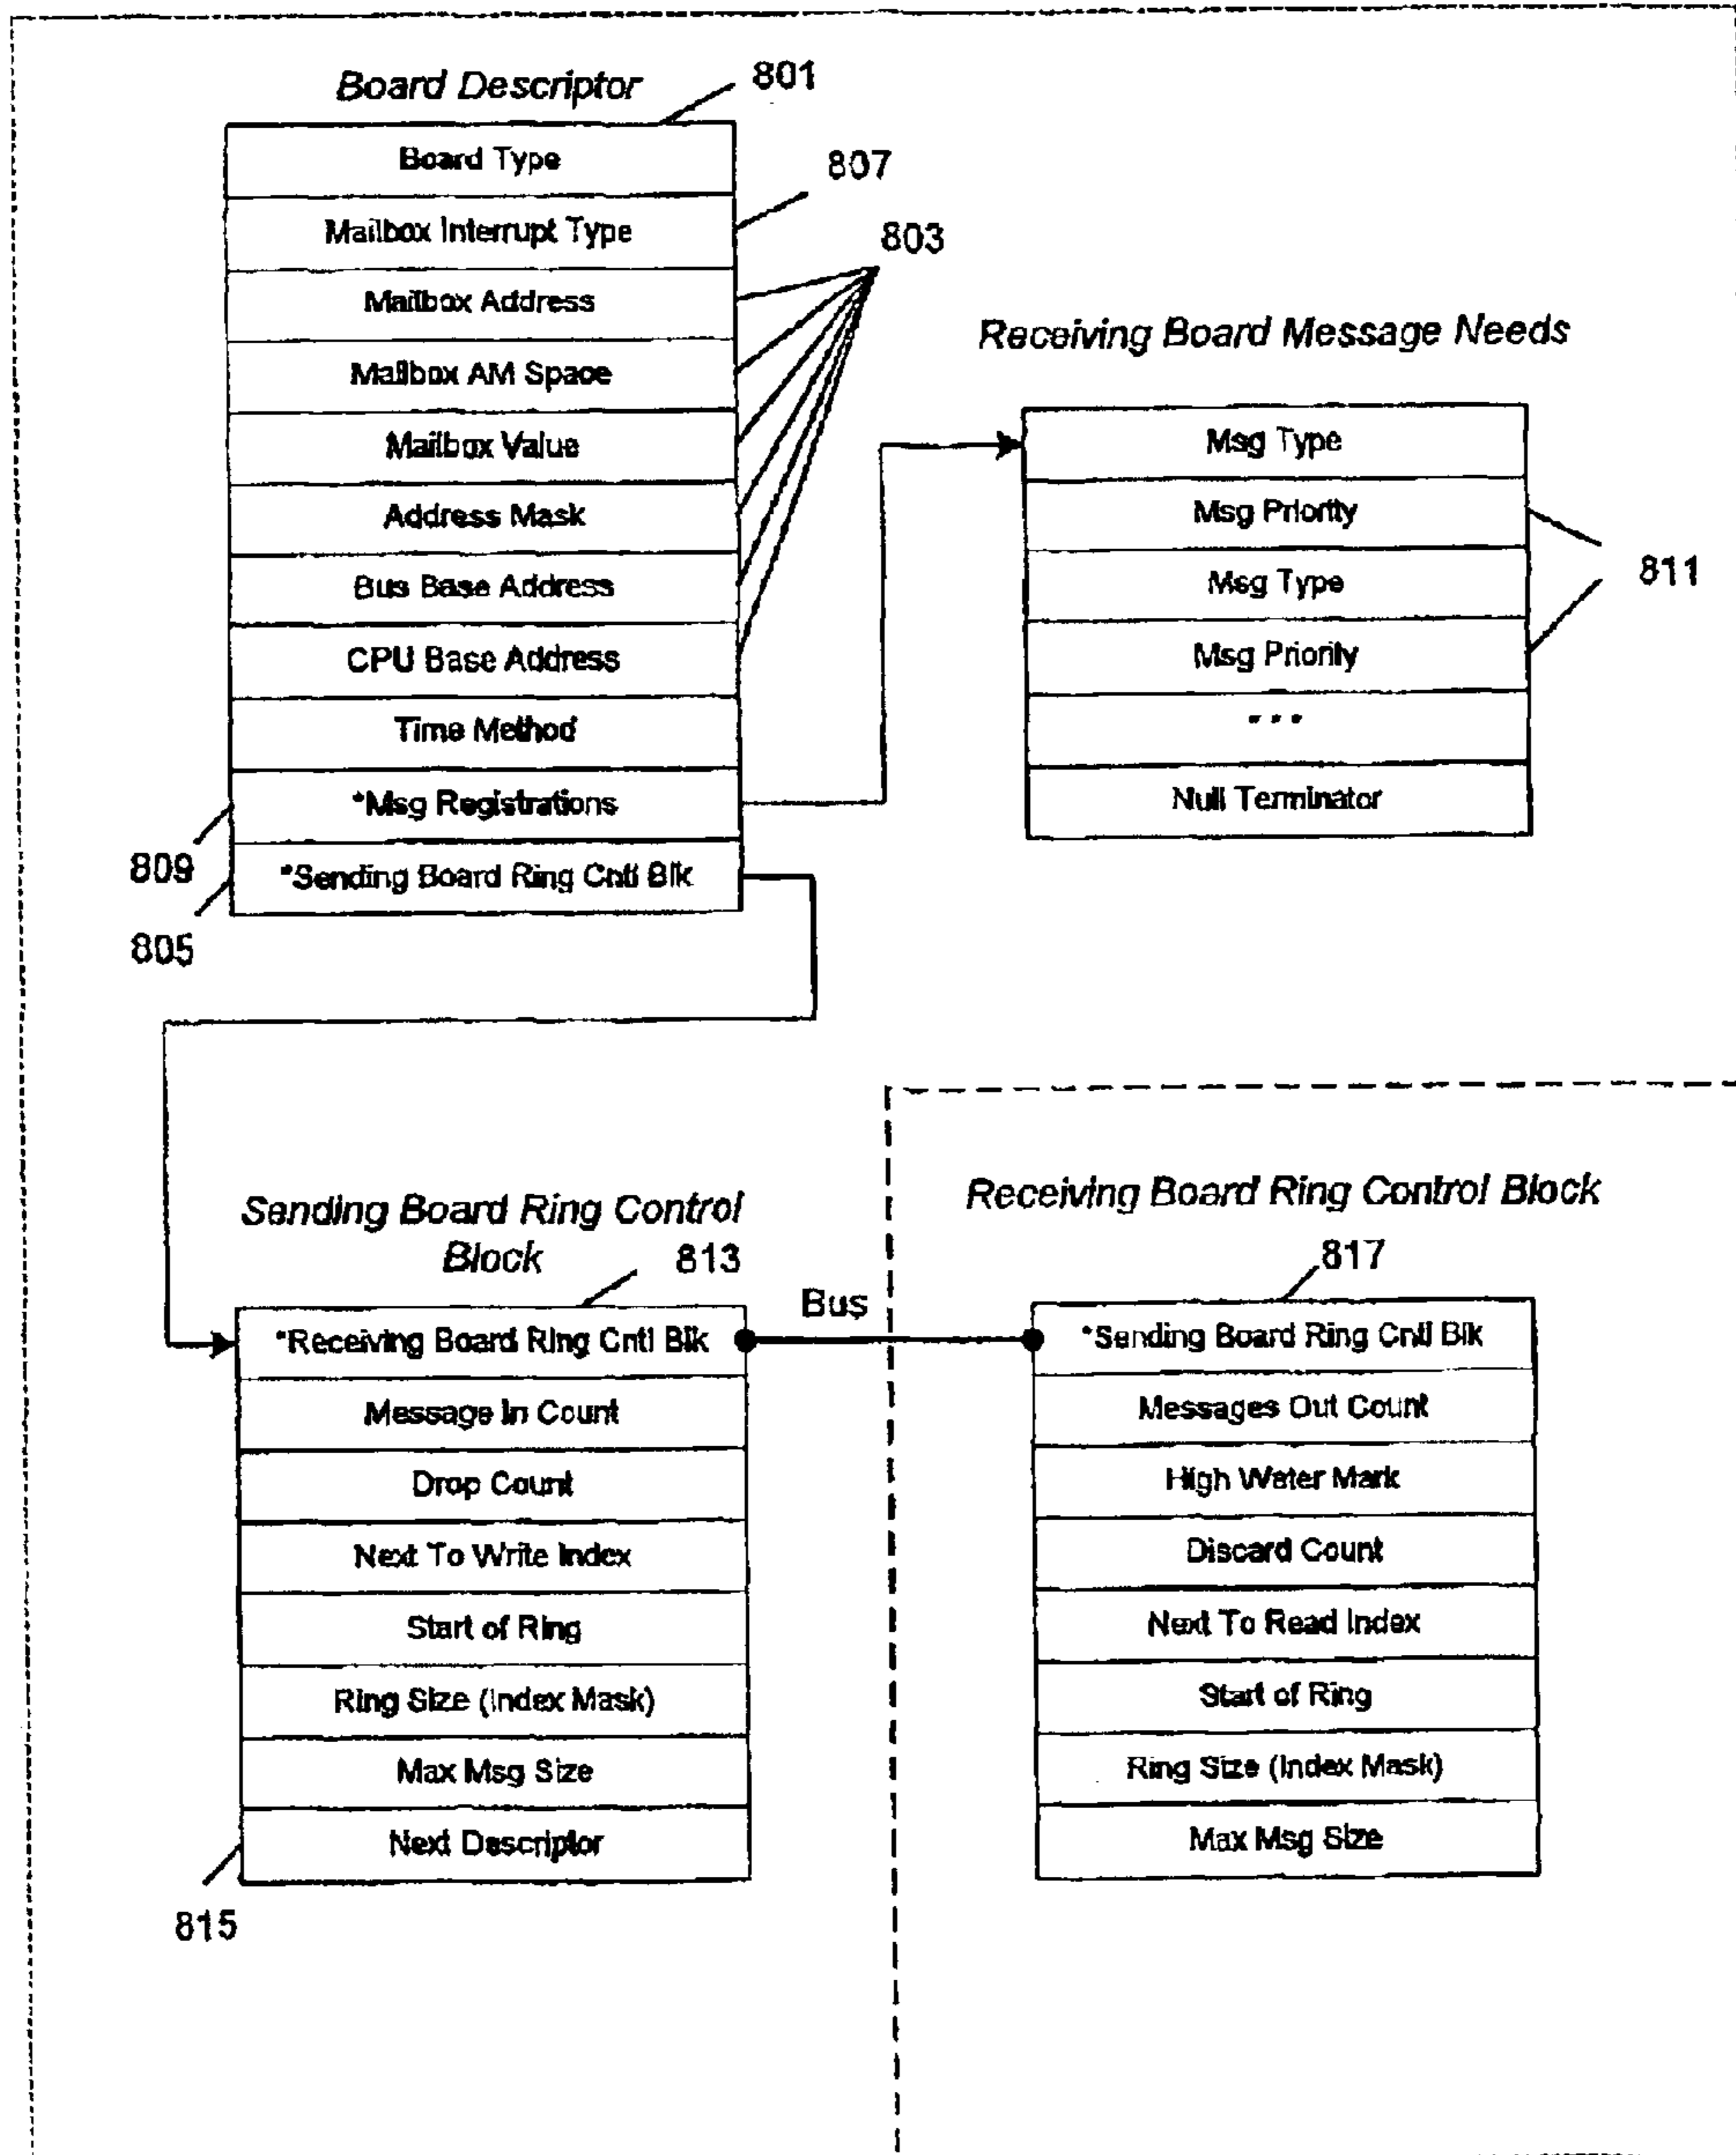 Board Descriptor
801
Board Type
Mailbox Interrupt Type
807
Mailbox Address
803
Mailbox AM Space
Mailbox Value
Address Mask
Bus Base Address
CPU Base Address
Time Method
*Msg Registrations
809
*Sending Board Ring Cntl Blk
805
Receiving Board Message Needs
Msg Type
Msg Priority
Msg Type
811
Msg Priority
...
Null Terminator
Sending Board Ring Control
Block
813
*Receiving Board Ring Cntl Blk
Message In Count
Drop Count
Next To Write Index
Start of Ring
Ring Size (Index Mask)
Max Msg Size
Next Descriptor
815
Bus
Receiving Board Ring Control Block
817
*Sending Board Ring Cntl Blk
Messages Out Count
High Water Mark
Discard Count
Next To Read Index
Start of Ring
Ring Size (Index Mask)
Max Msg Size